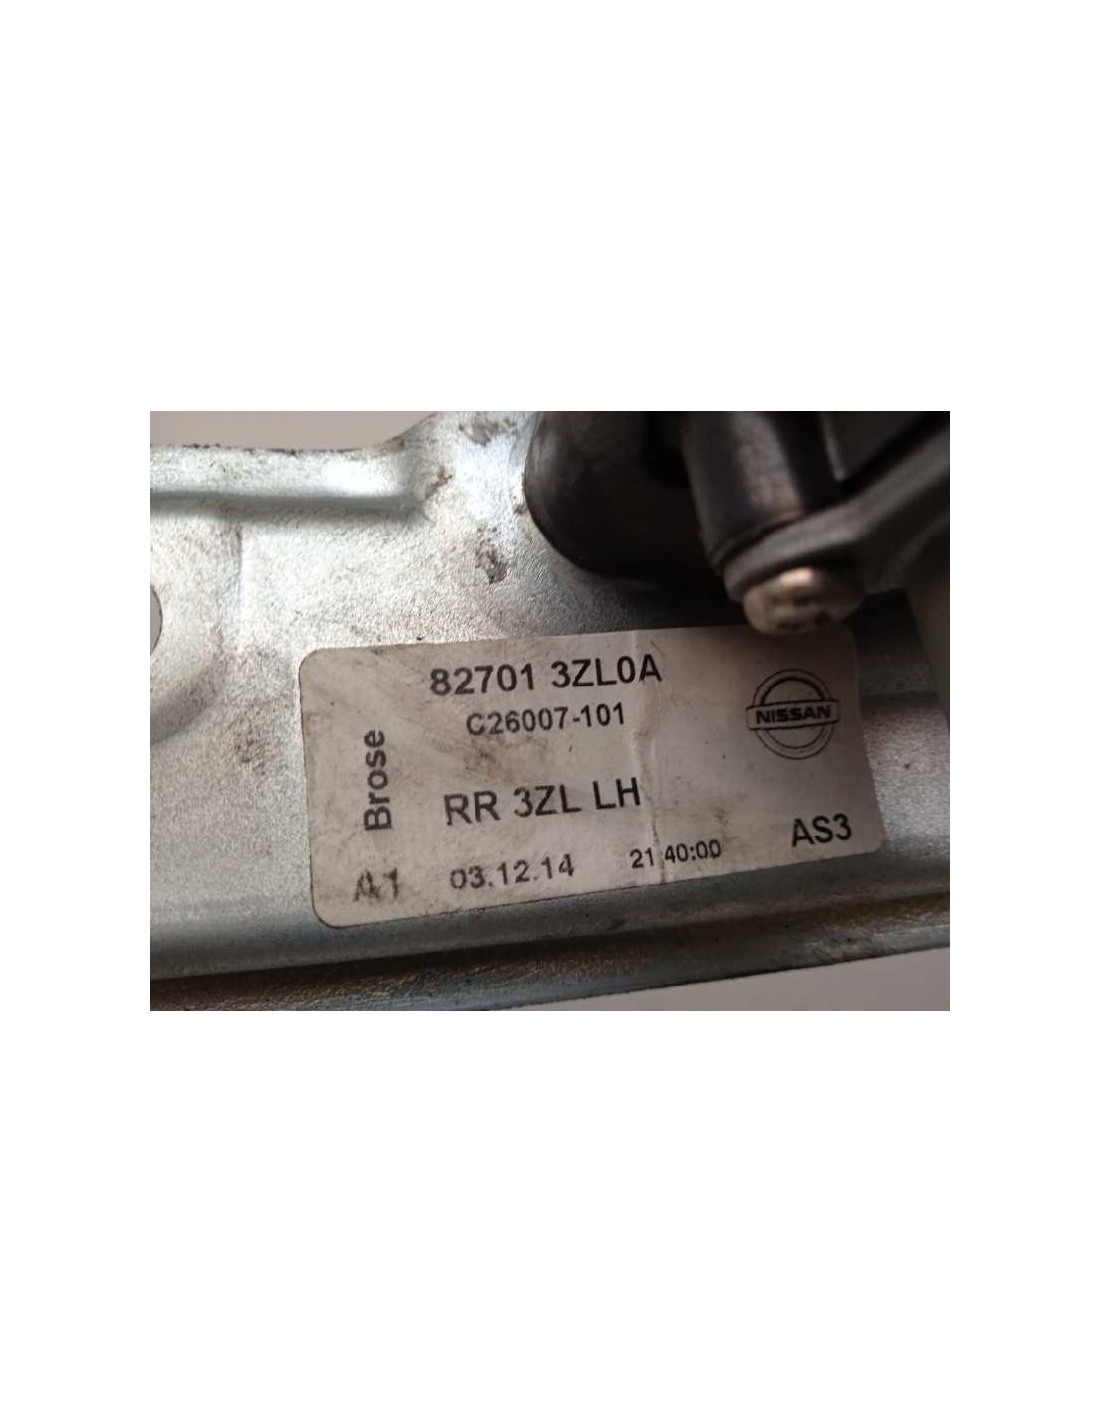 82701 3ZL0A
C26007-101
NISSAN
Brose
RR 3ZL LH
AS3
A1 03.12.14 21:40:00